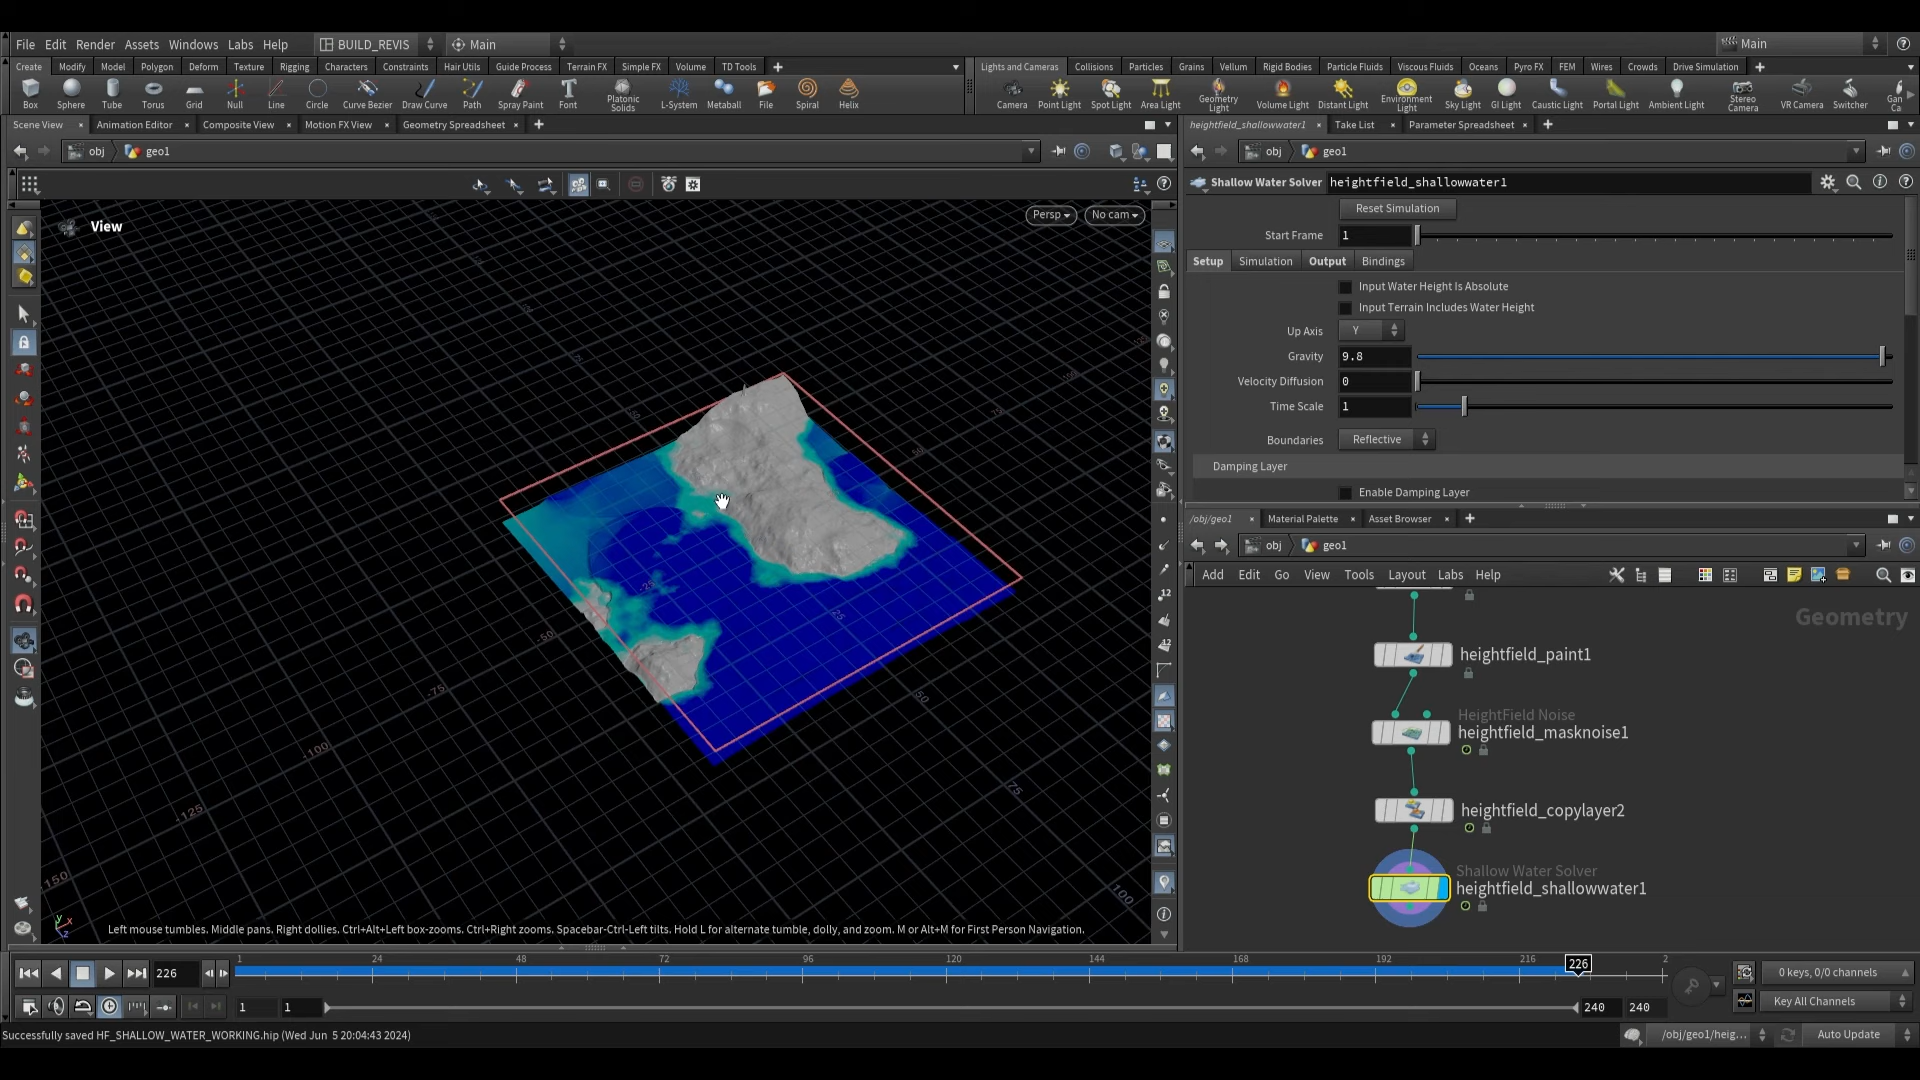 File Edit Render Assets Windows Labs Help BUILD_REVIS Main Main
Create Modify Model Polygon Deform Texture Rigging Characters Constraints Hair Utils Guide Process Terrain FX Simple FX Volume TD Tools
Lights and Cameras Collisions Particles Grains Vellum Rigid Bodies Particle Fluids Viscous Fluids Oceans Pyro FX FEM Wires Crowds Drive Simulation
Box Sphere Tube Torus Grid Null Line Circle Curve Bezier Draw Curve Path Spray Paint Font Platonic Solids L-System Metaball File Spiral Helix
Camera Point Light Spot Light Area Light Geometry Light Volume Light Distant Light Environment Light Sky Light GI Light Caustic Light Portal Light Ambient Light Stereo Camera VR Camera Switcher
Scene View Animation Editor Composite View Motion FX View Geometry Spreadsheet
heightfield_shallowwater1 Take List Parameter Spreadsheet
obj geo1
obj geo1
View
Persp No cam
Shallow Water Solver heightfield_shallowwater1
Reset Simulation
Start Frame 1
Setup Simulation Output Bindings
Input Water Height Is Absolute
Input Terrain Includes Water Height
Up Axis Y
Gravity 9.8
Velocity Diffusion 0
Time Scale 1
Boundaries Reflective
Damping Layer
Enable Damping Layer
/obj/geo1 Material Palette Asset Browser
obj geo1
Add Edit Go View Tools Layout Labs Help
Geometry
heightfield_paint1
HeightField Noise
heightfield_masknoise1
heightfield_copylayer2
Shallow Water Solver
heightfield_shallowwater1
-25
25
-50
50
-75
75
-100
100
-125
150
Left mouse tumbles. Middle pans. Right dollies. Ctrl+Alt+Left box-zooms. Ctrl+Right zooms. Spacebar-Ctrl-Left tilts. Hold L for alternate tumble, dolly, and zoom. M or Alt+M for First Person Navigation.
226 1 24 48 72 96 120 144 168 192 216 226 2
0 keys, 0/0 channels
1 1 240 240
Key All Channels
Successfully saved HF_SHALLOW_WATER_WORKING.hip (Wed Jun 5 20:04:43 2024)
/obj/geo1/heig... Auto Update